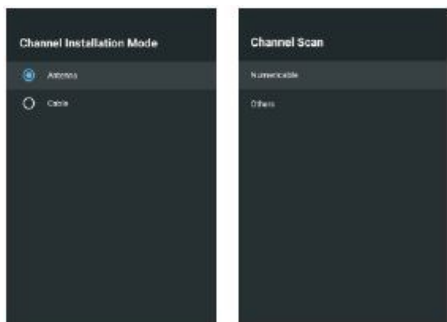 Channel Installation Mode
Antenna
Cable
Channel Scan
Numericable
Others